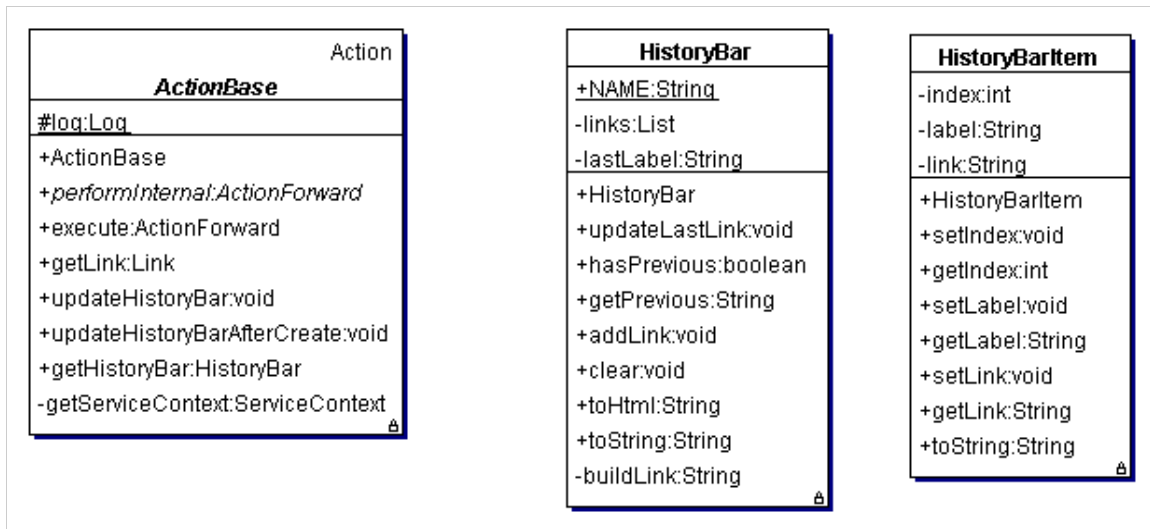 Action
ActionBase
#log:Log
+ActionBase
+performInternal:ActionForward
+execute:ActionForward
+getLink:Link
+updateHistoryBar:void
+updateHistoryBarAfterCreate:void
+getHistoryBar:HistoryBar
-getServiceContext:ServiceContext
HistoryBar
+NAME:String
-links:List
-lastLabel:String
+HistoryBar
+updateLastLink:void
+hasPrevious:boolean
+getPrevious:String
+addLink:void
+clear:void
+toHtml:String
+toString:String
-buildLink:String
HistoryBarItem
-index:int
-label:String
-link:String
+HistoryBarItem
+setIndex:void
+getIndex:int
+setLabel:void
+getLabel:String
+setLink:void
+getLink:String
+toString:String